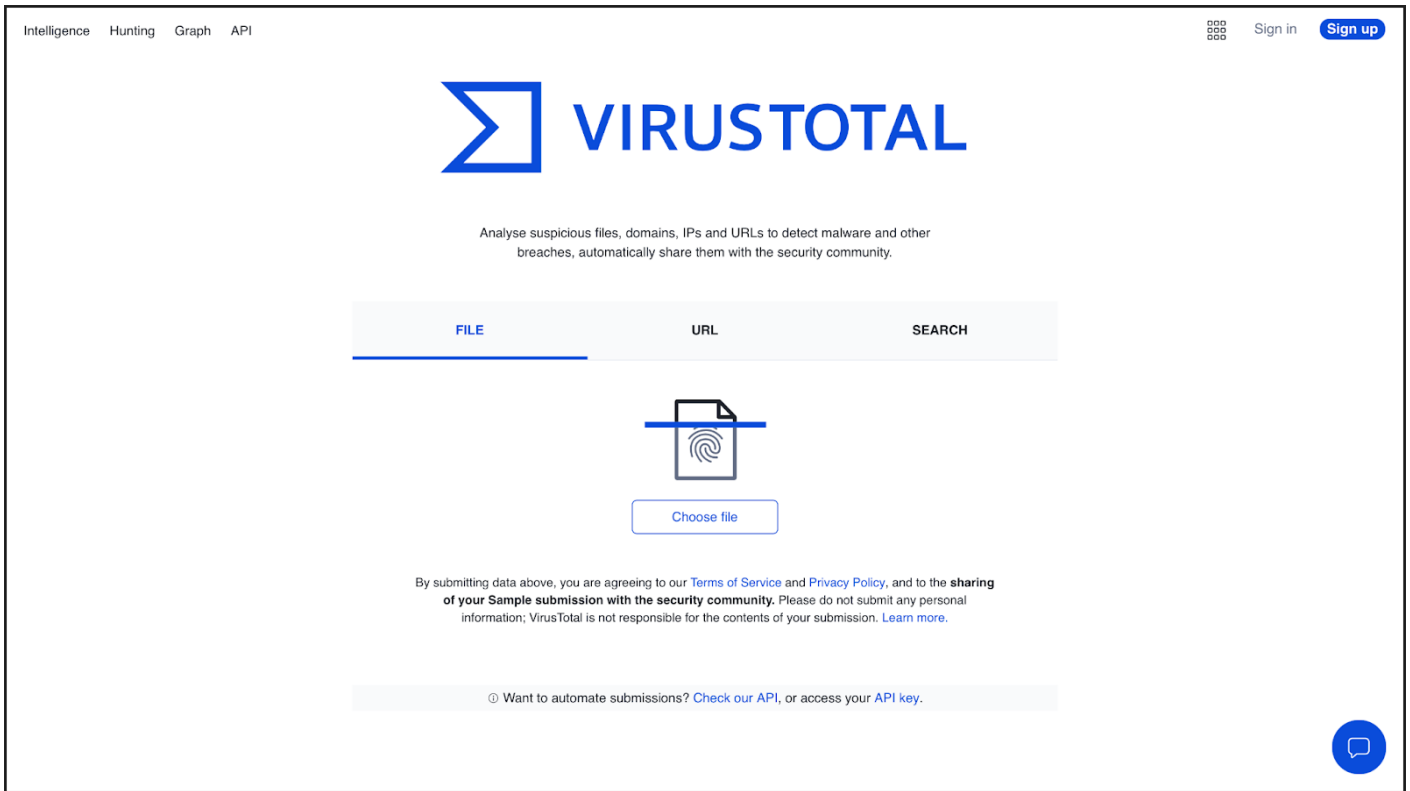 Intelligence Hunting Graph API Sign in Sign up
VIRUSTOTAL
Analyse suspicious files, domains, IPs and URLs to detect malware and other
breaches, automatically share them with the security community.
FILE URL SEARCH
Choose file
By submitting data above, you are agreeing to our Terms of Service and Privacy Policy, and to the sharing
of your Sample submission with the security community. Please do not submit any personal
information; VirusTotal is not responsible for the contents of your submission. Learn more.
Want to automate submissions? Check our API, or access your API key.